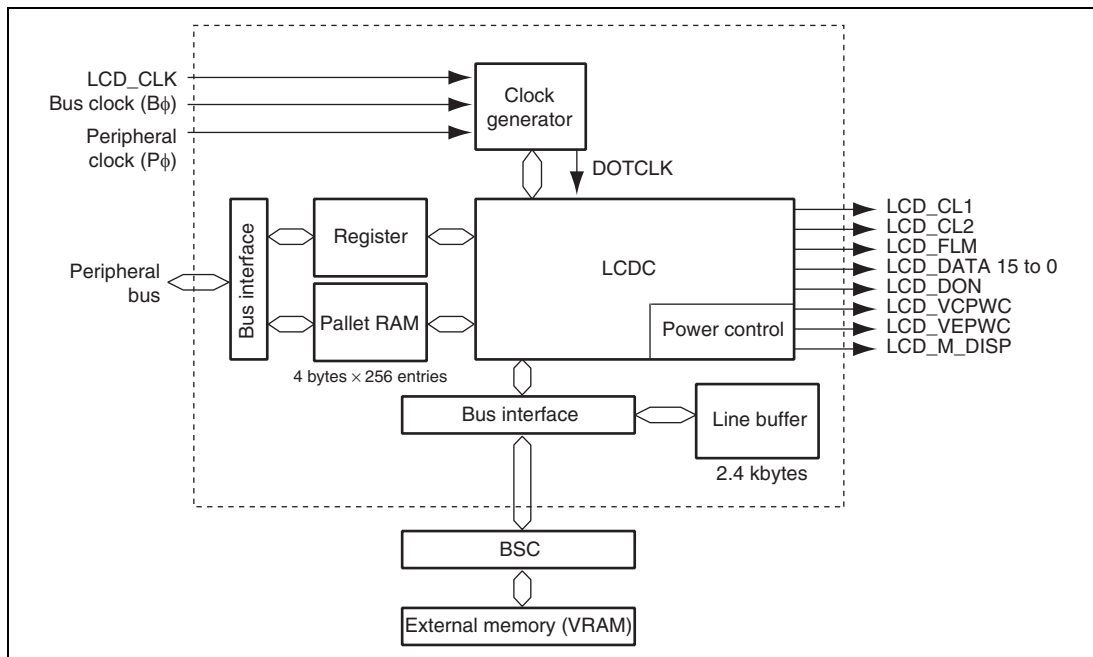 LCD_CLK
Bus clock (Bϕ)
Peripheral
clock (Pϕ)
Clock
generator
DOTCLK
Peripheral
bus
Bus interface
Register
Pallet RAM
4 bytes × 256 entries
LCDC
Power control
LCD_CL1
LCD_CL2
LCD_FLM
LCD_DATA 15 to 0
LCD_DON
LCD_VCPWC
LCD_VEPWC
LCD_M_DISP
Bus interface
Line buffer
2.4 kbytes
BSC
External memory (VRAM)